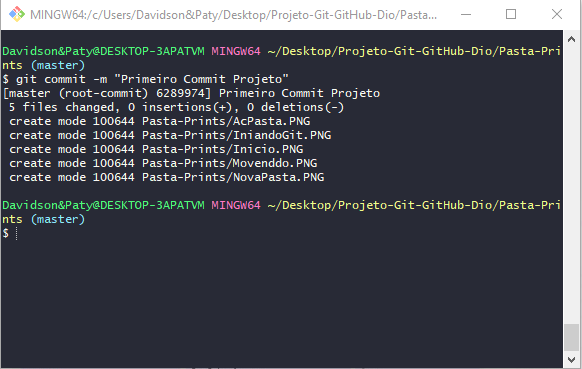 MINGW64:/c/Users/Davidson&Paty/Desktop/Projeto-Git-GitHub-Dio/Pasta...
Davidson&Paty@DESKTOP-3APATVM MINGW64 ~/Desktop/Projeto-Git-GitHub-Dio/Pasta-Pri
nts (master)
$ git commit -m "Primeiro Commit Projeto"
[master (root-commit) 6289974] Primeiro Commit Projeto
 5 files changed, 0 insertions(+), 0 deletions(-)
 create mode 100644 Pasta-Prints/AcPasta.PNG
 create mode 100644 Pasta-Prints/IniandoGit.PNG
 create mode 100644 Pasta-Prints/Inicio.PNG
 create mode 100644 Pasta-Prints/Movenddo.PNG
 create mode 100644 Pasta-Prints/NovaPasta.PNG
Davidson&Paty@DESKTOP-3APATVM MINGW64 ~/Desktop/Projeto-Git-GitHub-Dio/Pasta-Pri
nts (master)
$